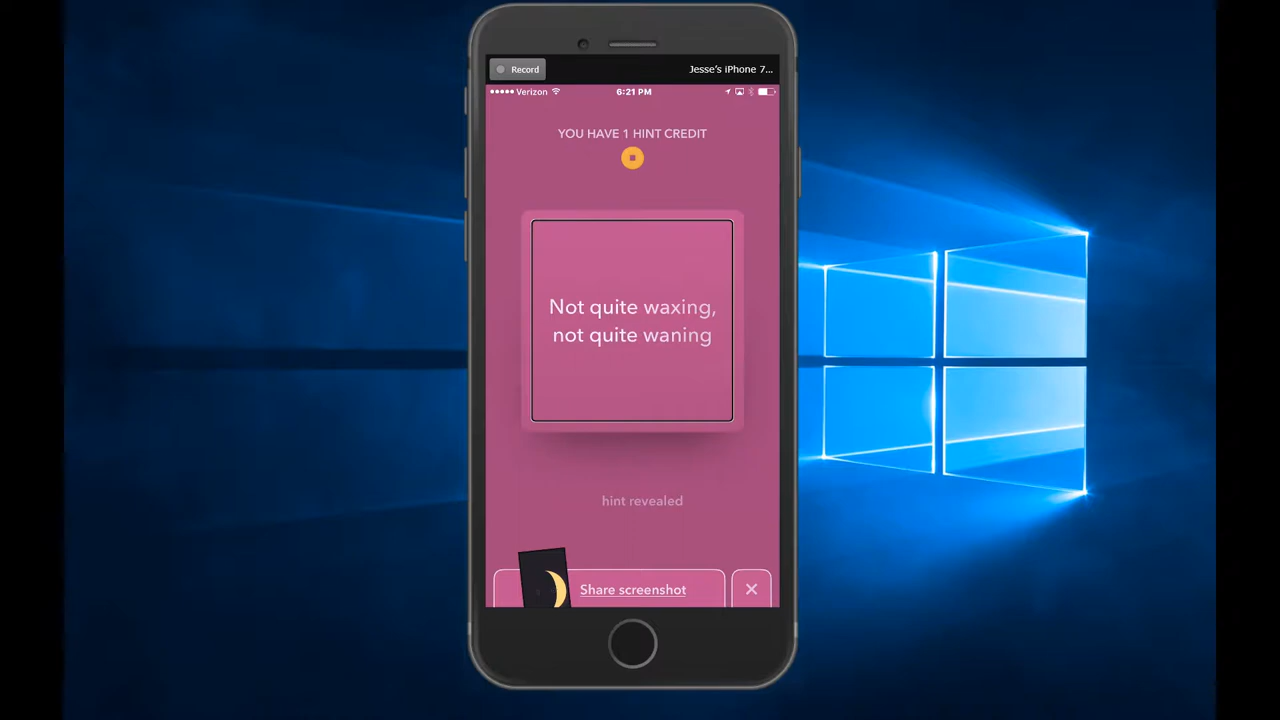 Record
Jesse's iPhone 7...
Verizon
6:21 PM
YOU HAVE 1 HINT CREDIT
Not quite waxing,
not quite waning
hint revealed
Share screenshot